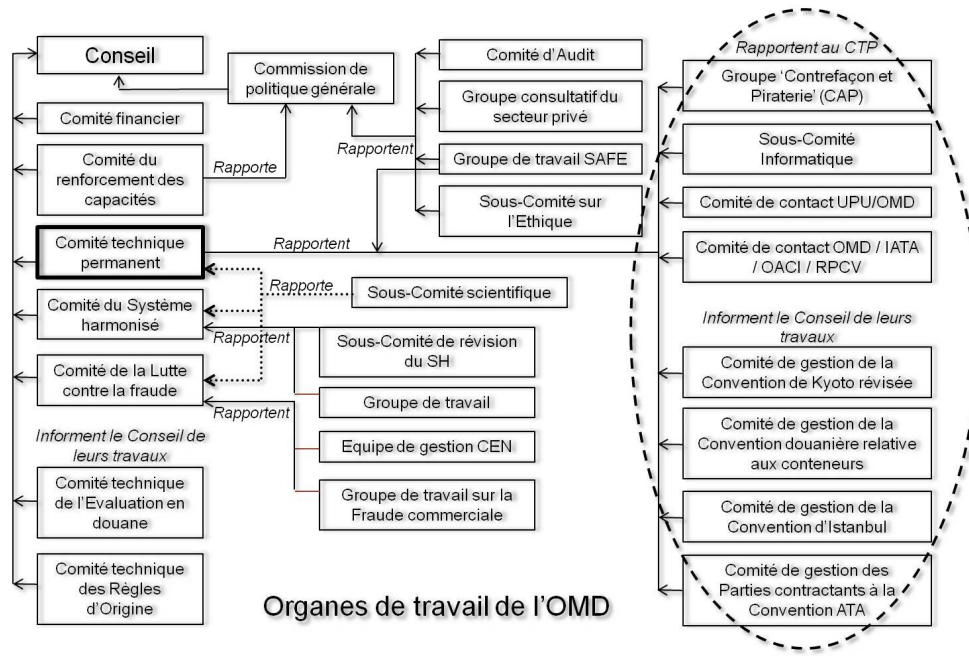 Conseil
Comité financier
Comité du
renforcement des
capacités
Comité technique
permanent
Comité du Système
harmonisé
Comité de la Lutte
contre la fraude
Informent le Conseil de
leurs travaux
Comité technique
de l'Evaluation en
douane
Comité technique
des Règles
d'Origine
Commission de
politique générale
Rapporte
Rapportent
Rapportent
Rapporte
Rapportent
Rapportent
Comité d'Audit
Groupe consultatif du
secteur privé
Groupe de travail SAFE
Sous-Comité sur
l'Ethique
Sous-Comité scientifique
Sous-Comité de révision
du SH
Groupe de travail
Equipe de gestion CEN
Groupe de travail sur la
Fraude commerciale
Rapportent au CTP
Groupe 'Contrefaçon et
Piraterie' (CAP)
Sous-Comité
Informatique
Comité de contact UPU/OMD
Comité de contact OMD / IATA
/ OACI / RPCV
Informent le Conseil de leurs
travaux
Comité de gestion de la
Convention de Kyoto révisée
Comité de gestion de la
Convention douanière relative
aux conteneurs
Comité de gestion de la
Convention d'Istanbul
Comité de gestion des
Parties contractants à la
Convention ATA
Organes de travail de l'OMD